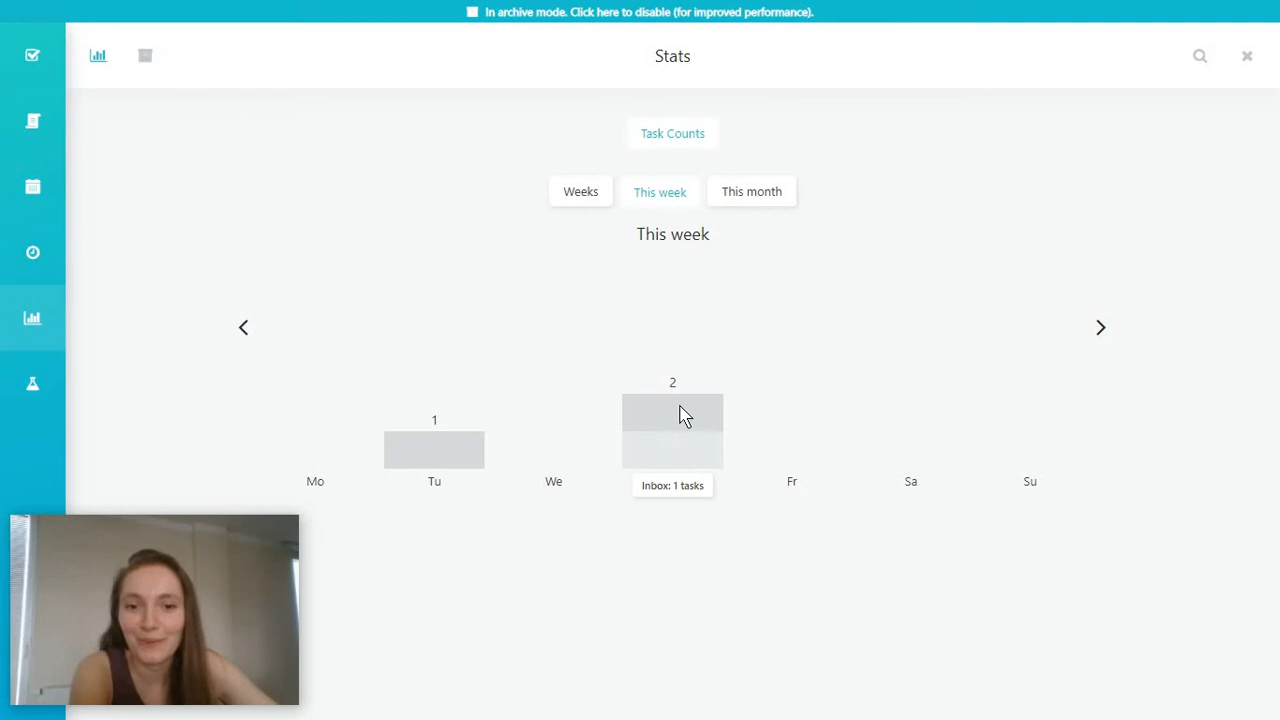 In archive mode. Click here to disable (for improved performance).
Stats
Task Counts
Weeks This week This month
This week
2
1
Mo Tu We Fr Sa Su
Inbox: 1 tasks